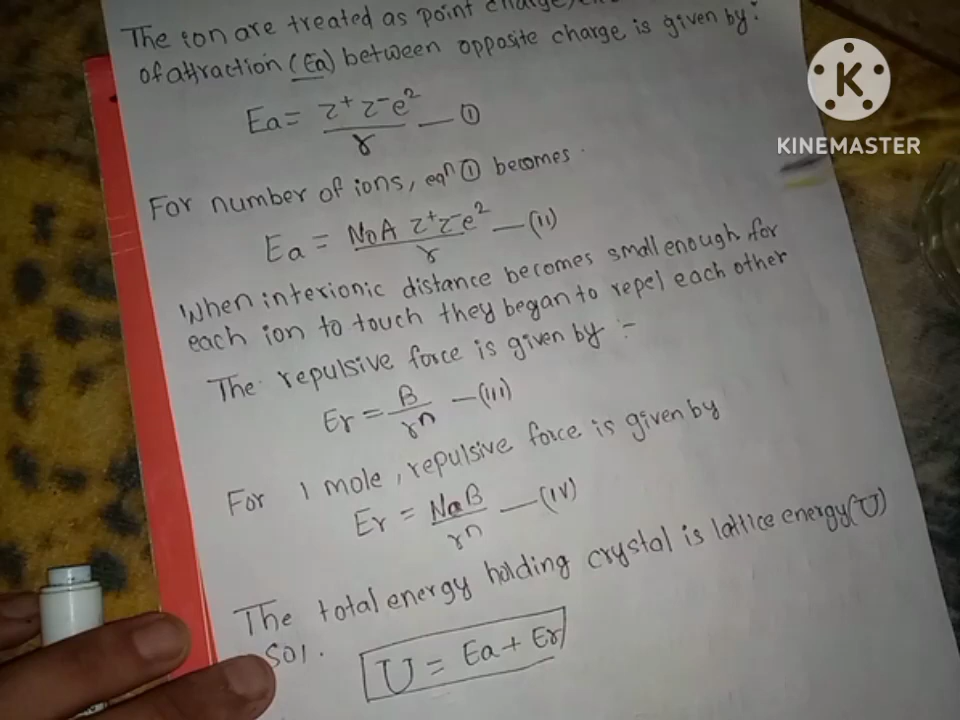 The ion are treated as point charge,
of attraction (Ea) between opposite charge is given by:
Ea = z+ z- e² / r — ①
KINEMASTER
For number of ions, eqn ① becomes.
Ea = N₀A z+z-e² / r — (II)
When interionic distance becomes small enough for
each ion to touch they began to repel each other
The repulsive force is given by :-
Er = B / rⁿ — (III)
For 1 mole, repulsive force is given by
Er = NaB / rⁿ — (IV)
The total energy holding crystal is lattice energy (U)
so,.
U = Ea + Er